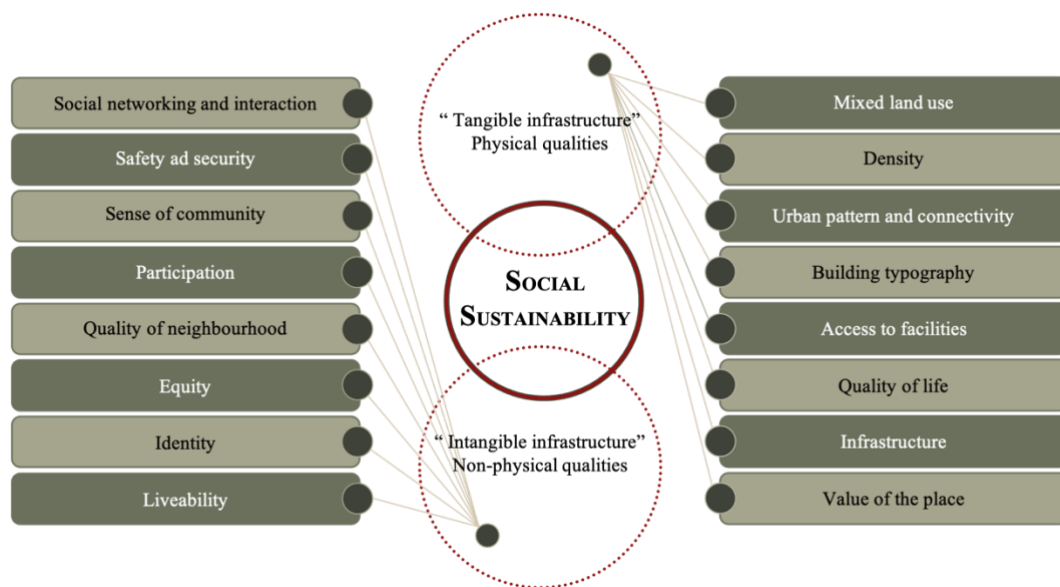 Social networking and interaction
Safety ad security
Sense of community
Participation
Quality of neighbourhood
Equity
Identity
Liveability
“ Tangible infrastructure”
Physical qualities
SOCIAL
SUSTAINABILITY
“ Intangible infrastructure”
Non-physical qualities
Mixed land use
Density
Urban pattern and connectivity
Building typography
Access to facilities
Quality of life
Infrastructure
Value of the place